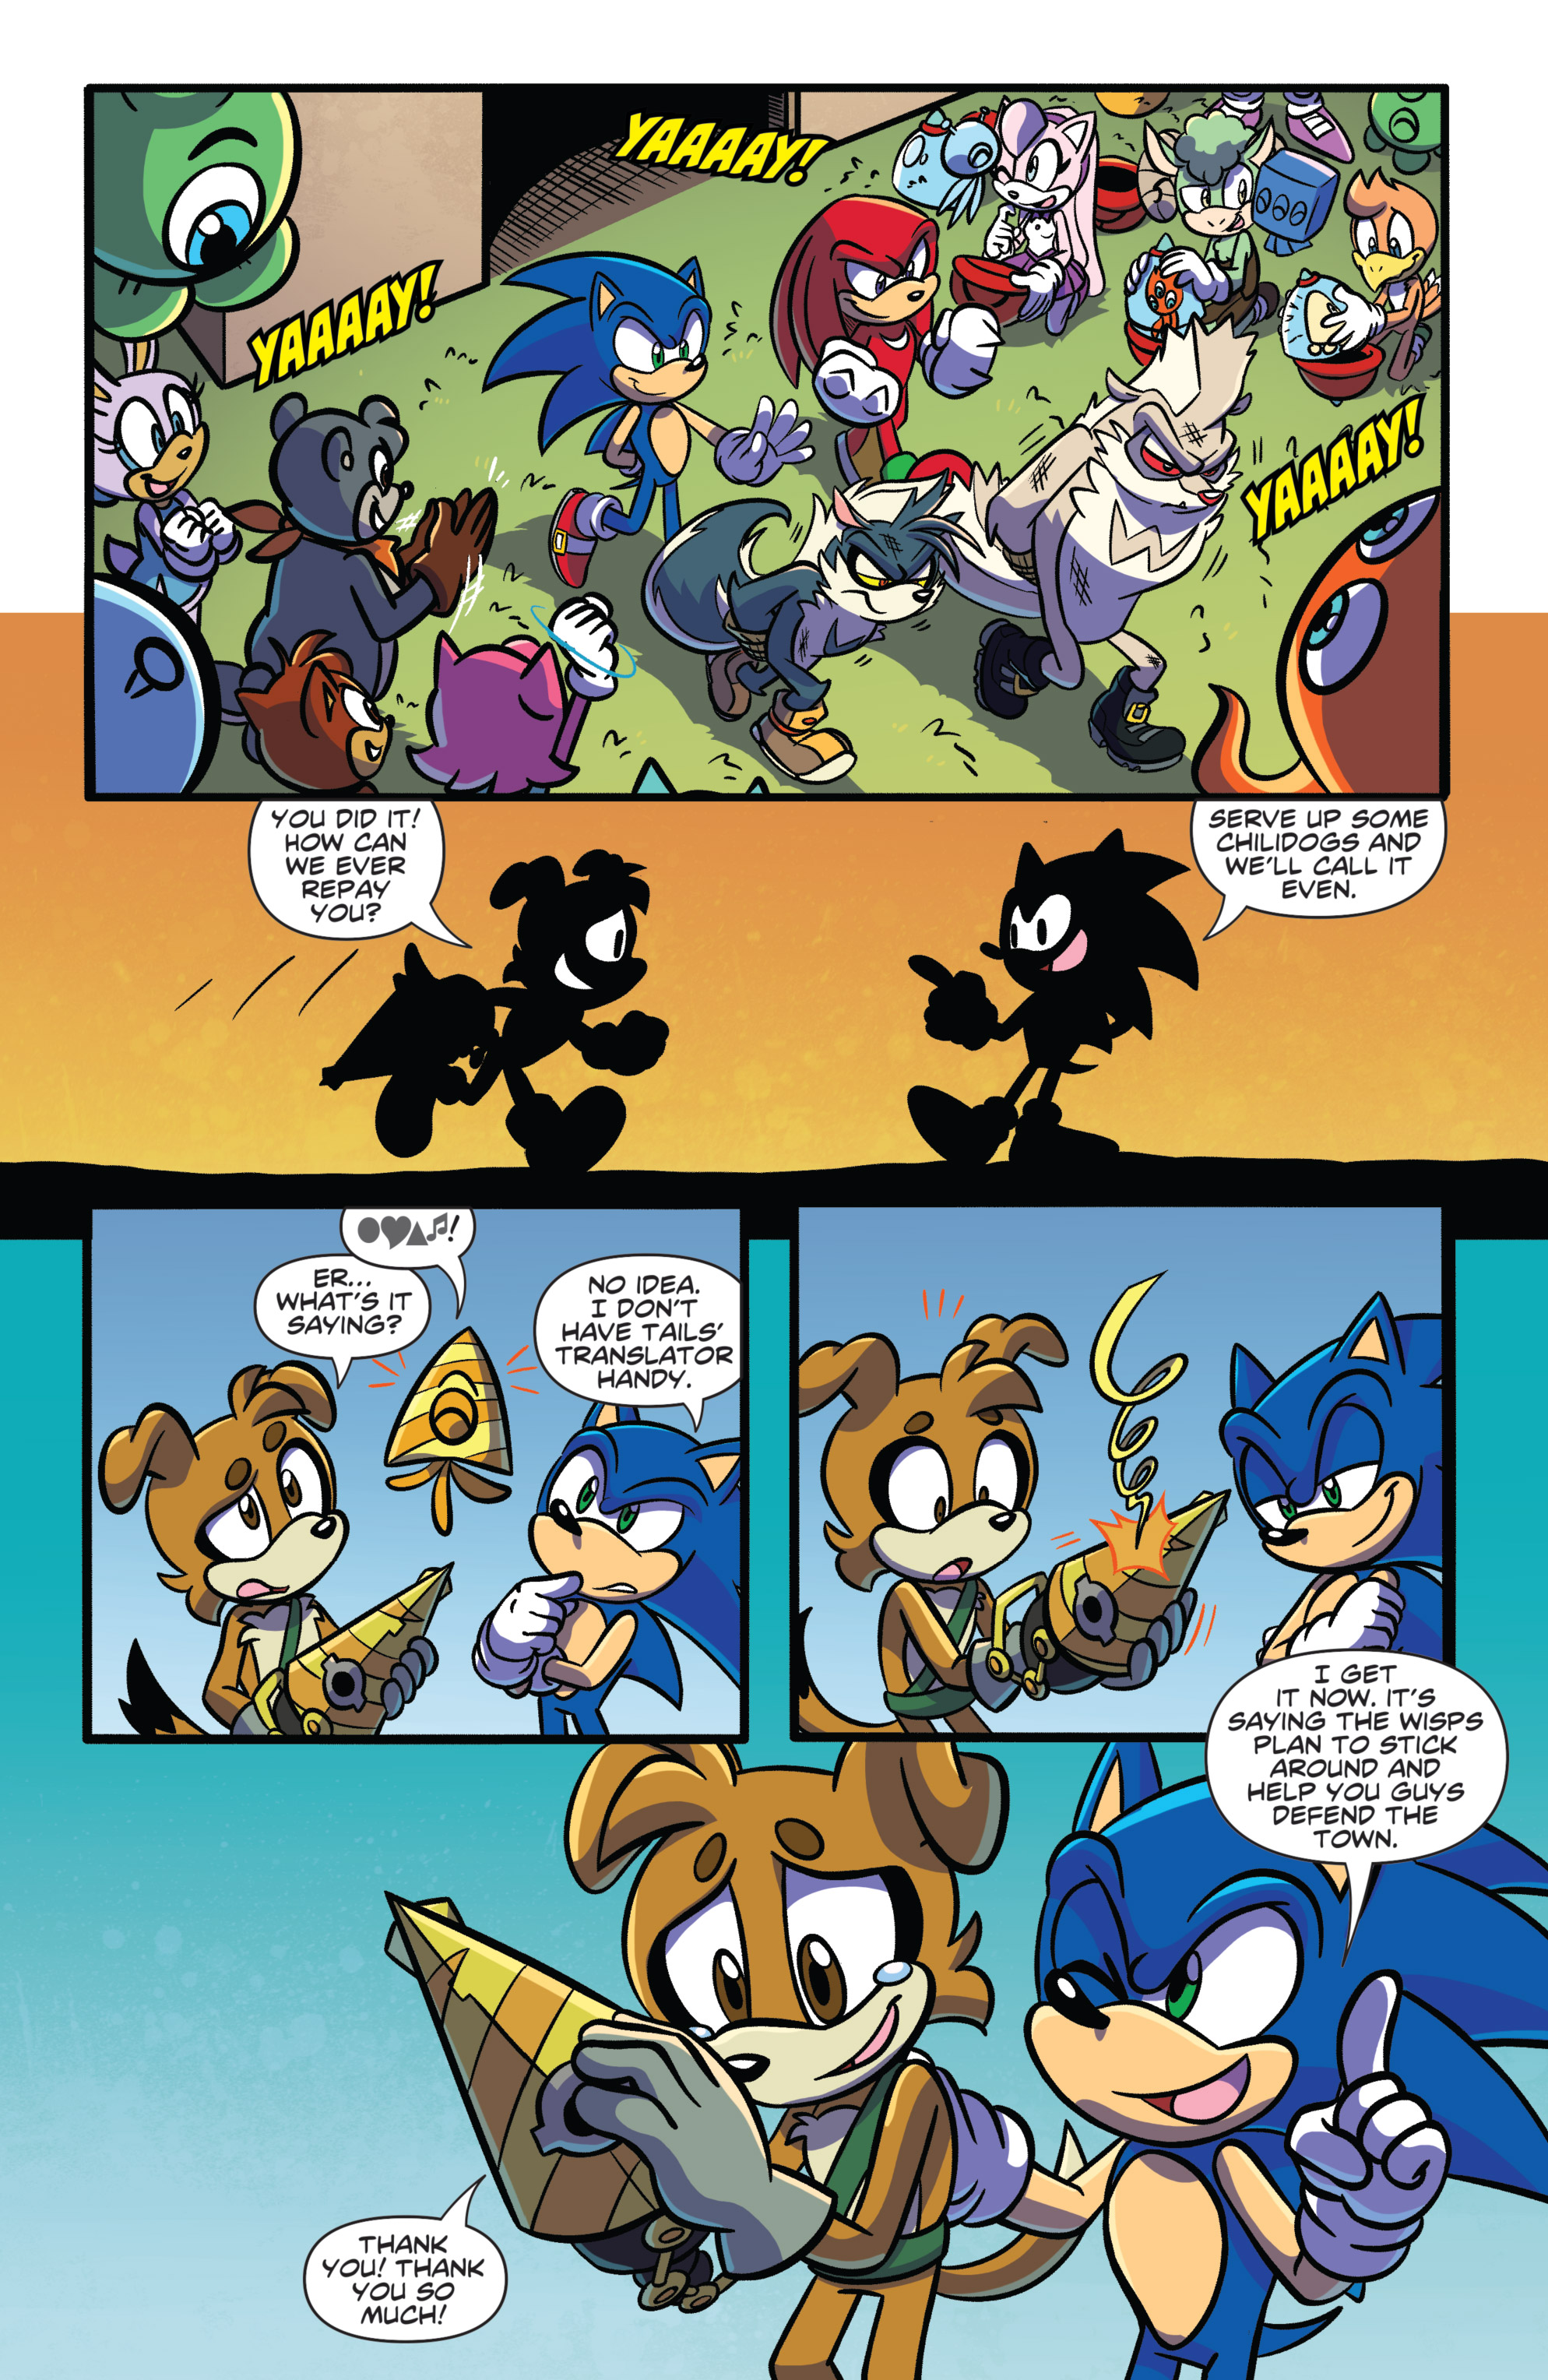 YAAAAY!
YAAAAY!
YAAAAY!
YOU DID IT!
HOW CAN
WE EVER
REPAY
YOU?
SERVE UP SOME
CHILIDOGS AND
WE'LL CALL IT
EVEN.
●♥▲♫!
ER...
WHAT'S IT
SAYING?
NO IDEA.
I DON'T
HAVE TAILS'
TRANSLATOR
HANDY.
I GET
IT NOW. IT'S
SAYING THE WISPS
PLAN TO STICK
AROUND AND
HELP YOU GUYS
DEFEND THE
TOWN.
THANK
YOU! THANK
YOU SO
MUCH!